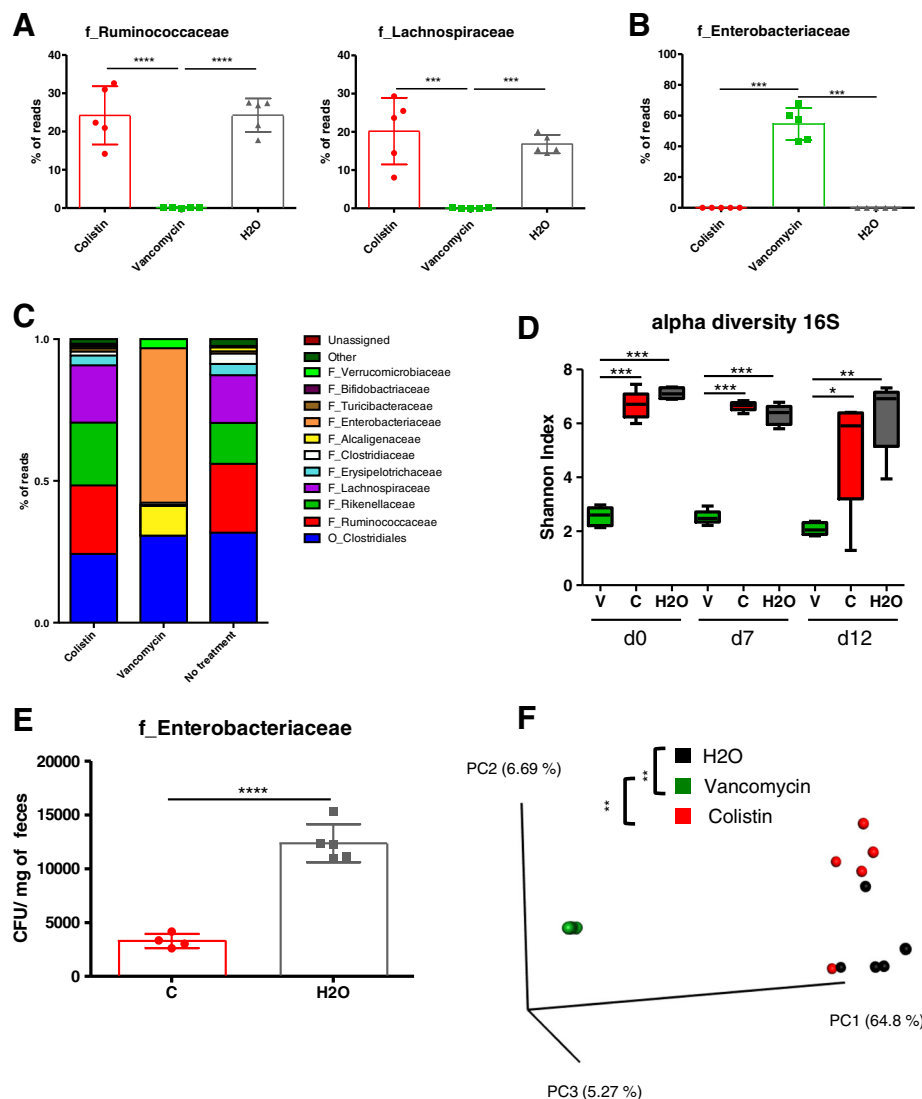 A
f_Ruminococcaceae
% of reads
40
30
20
10
0
****
****
Colistin
Vancomycin
H2O
f_Lachnospiraceae
% of reads
40
30
20
10
0
***
***
Colistin
Vancomycin
H2O
B
f_Enterobacteriaceae
% of reads
100
80
60
40
20
0
***
***
Colistin
Vancomycin
H2O
C
% of reads
1.0
0.5
0.0
Colistin
Vancomycin
No treatment
Unassigned
Other
F_Verrucomicrobiaceae
F_Bifidobactriaceae
F_Turicibacteraceae
F_Enterobacteriaceae
F_Alcaligenaceae
F_Clostridiaceae
F_Erysipelotrichaceae
F_Lachnospiraceae
F_Rikenellaceae
F_Ruminococcaceae
O_Clostridiales
D
alpha diversity 16S
Shannon Index
8
6
4
2
0
***
***
***
***
**
*
V C H2O V C H2O V C H2O
d0 d7 d12
E
f_Enterobacteriaceae
CFU/ mg of feces
20000
15000
10000
5000
0
****
C H2O
F
PC2 (6.69 %)
**
**
H2O
Vancomycin
Colistin
PC1 (64.8 %)
PC3 (5.27 %)